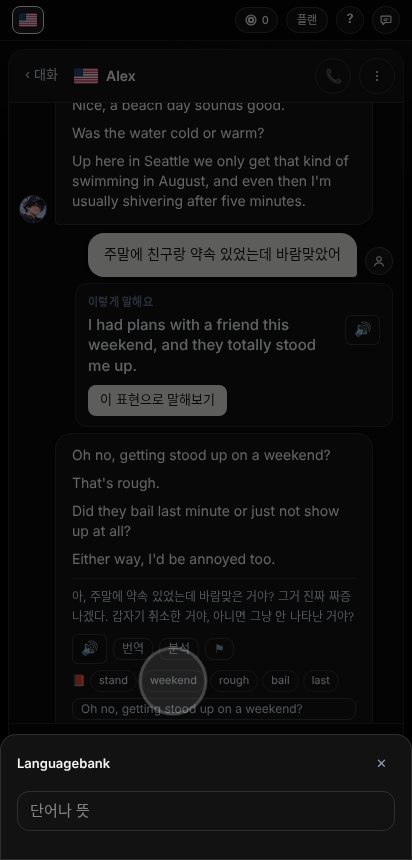 0
플랜
?
‹ 대화
Alex
Nice, a beach day sounds good.
Was the water cold or warm?
Up here in Seattle we only get that kind of
swimming in August, and even then I'm
usually shivering after five minutes.
주말에 친구랑 약속 있었는데 바람맞았어
이렇게 말해요
I had plans with a friend this
weekend, and they totally stood
me up.
이 표현으로 말해보기
Oh no, getting stood up on a weekend?
That's rough.
Did they bail last minute or just not show
up at all?
Either way, I'd be annoyed too.
아, 주말에 약속 있었는데 바람맞은 거야? 그거 진짜 짜증
나겠다. 갑자기 취소한 거야, 아니면 그냥 안 나타난 거야?
번역 분석
stand weekend rough bail last
Oh no, getting stood up on a weekend?
Languagebank ×
단어나 뜻